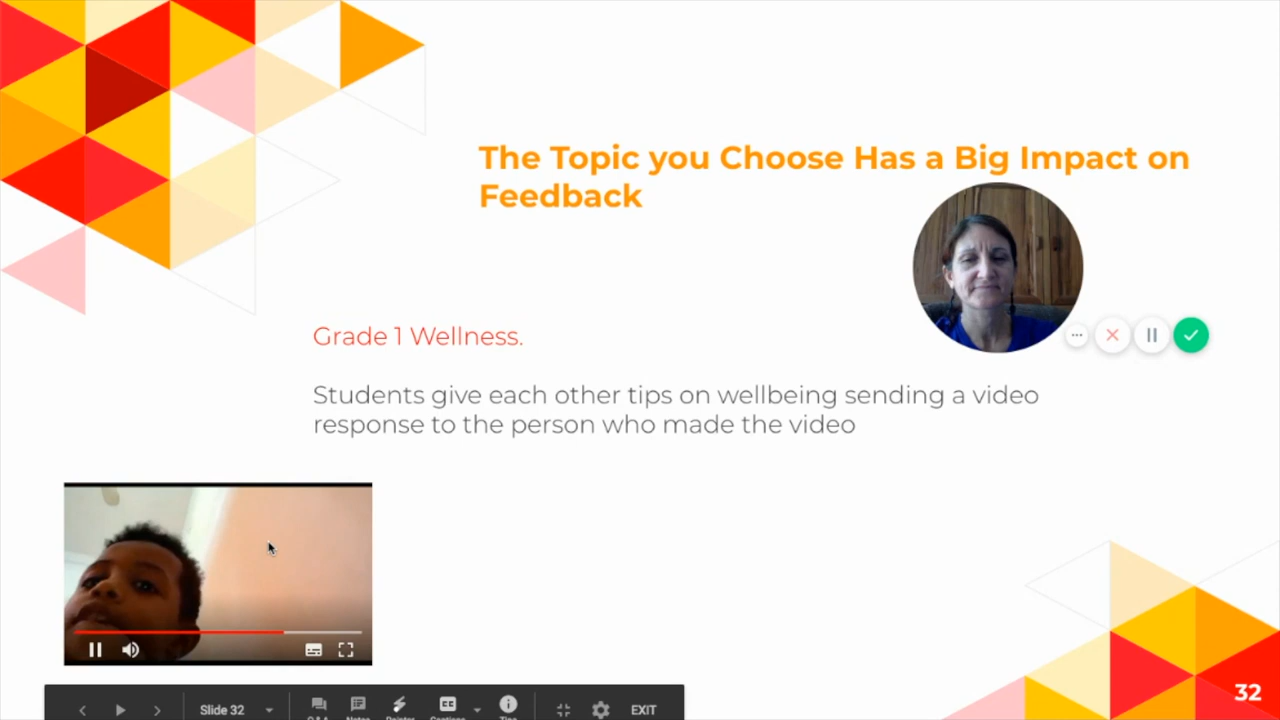 The Topic you Choose Has a Big Impact on
Feedback
Grade 1 Wellness.
Students give each other tips on wellbeing sending a video
response to the person who made the video
Slide 32
CC
EXIT
32